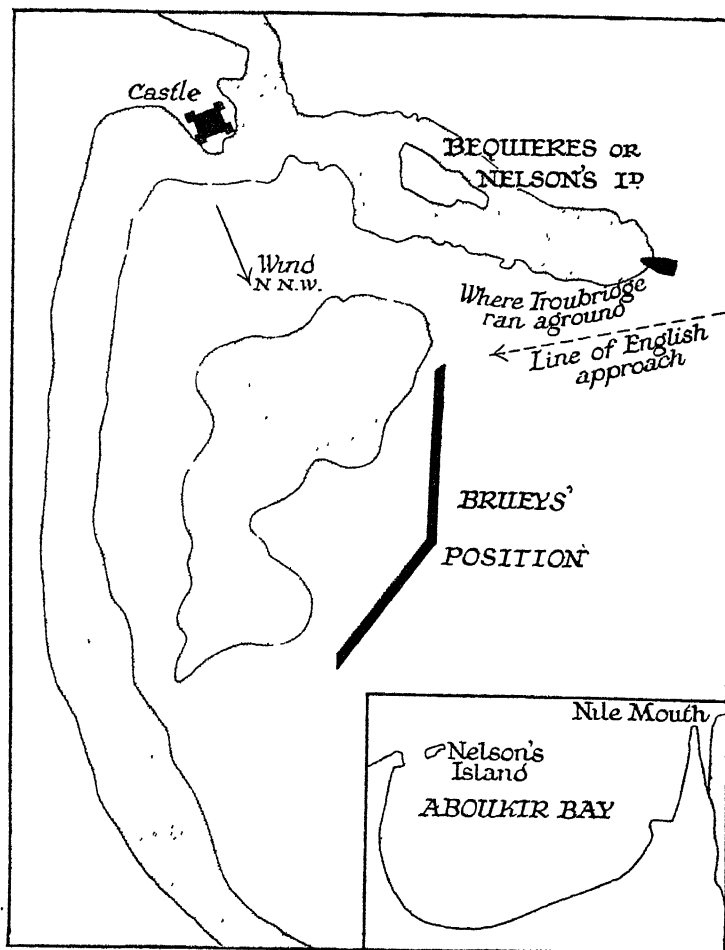 Castle
BEQUIERES OR
NELSON'S ID
Wind
N N.W.
Where Troubridge
ran aground
Line of English
approach
BRUEYS'
POSITION
Nile Mouth
Nelson's
Island
ABOUKIR BAY